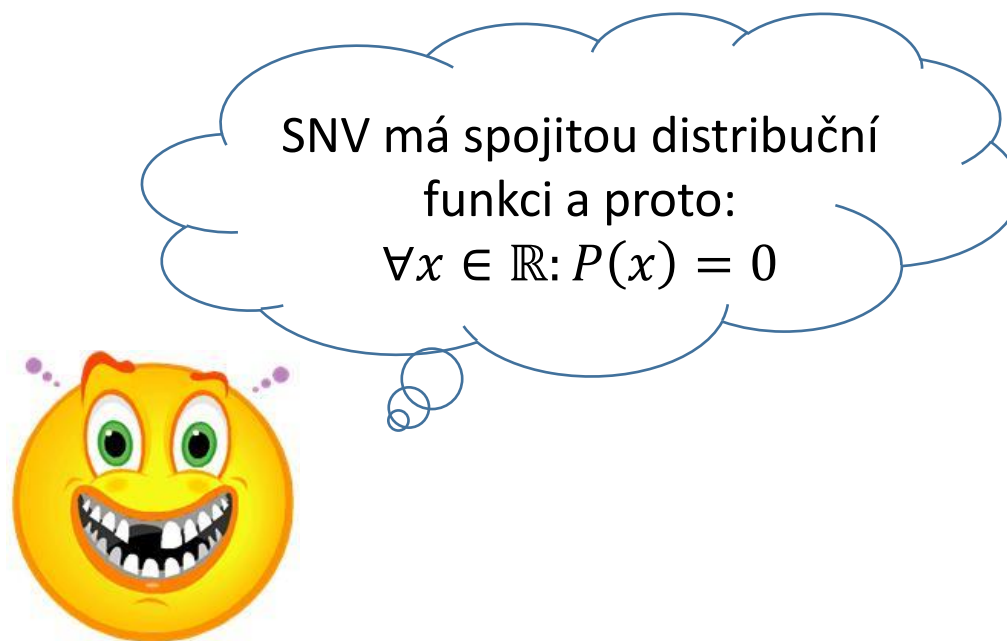 SNV má spojitou distribuční
funkci a proto:
∀x ∈ ℝ: P(x) = 0